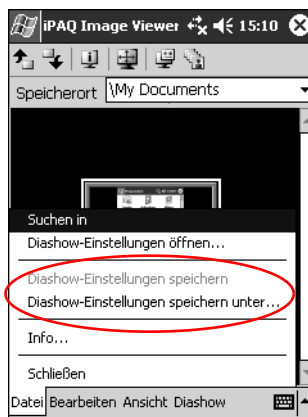 iPAQ Image Viewer 15:10
Speicherort \My Documents
Suchen in
Diashow-Einstellungen öffnen...
Diashow-Einstellungen speichern
Diashow-Einstellungen speichern unter...
Info...
Schließen
Datei Bearbeiten Ansicht Diashow